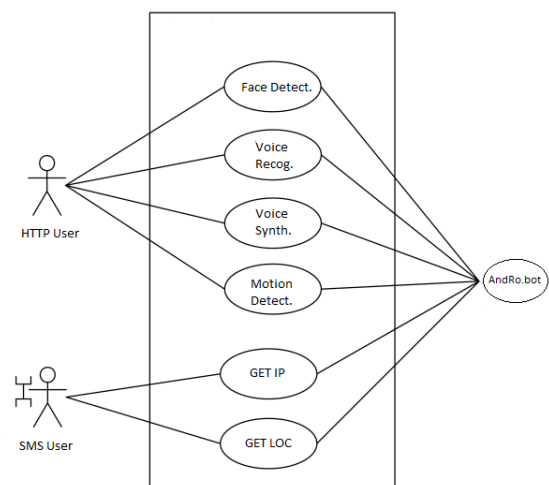 Face Detect.
Voice
Recog.
HTTP User
Voice
Synth.
Motion
Detect.
AndRo.bot
GET IP
SMS User
GET LOC